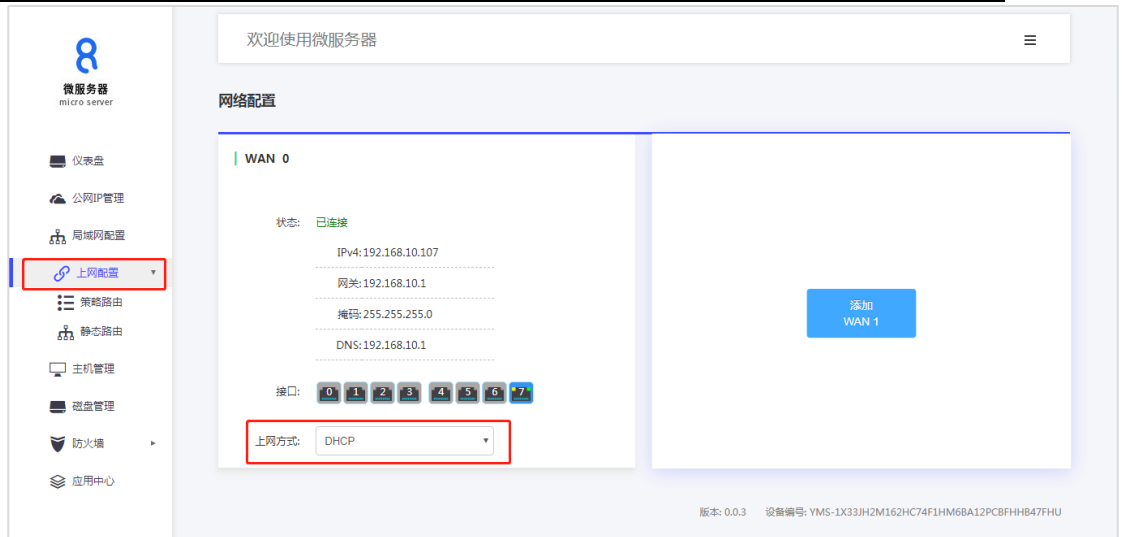 微服务器
micro server
仪表盘
公网IP管理
局域网配置
上网配置
策略路由
静态路由
主机管理
磁盘管理
防火墙
应用中心
欢迎使用微服务器
网络配置
WAN 0
状态: 已连接
IPv4: 192.168.10.107
网关: 192.168.10.1
掩码: 255.255.255.0
DNS: 192.168.10.1
接口: 0 1 2 3 4 5 6 7
上网方式: DHCP
添加
WAN 1
版本: 0.0.3 设备编号: YMS-1X33JH2M162HC74F1HM6BA12PCBFHHB47FHU